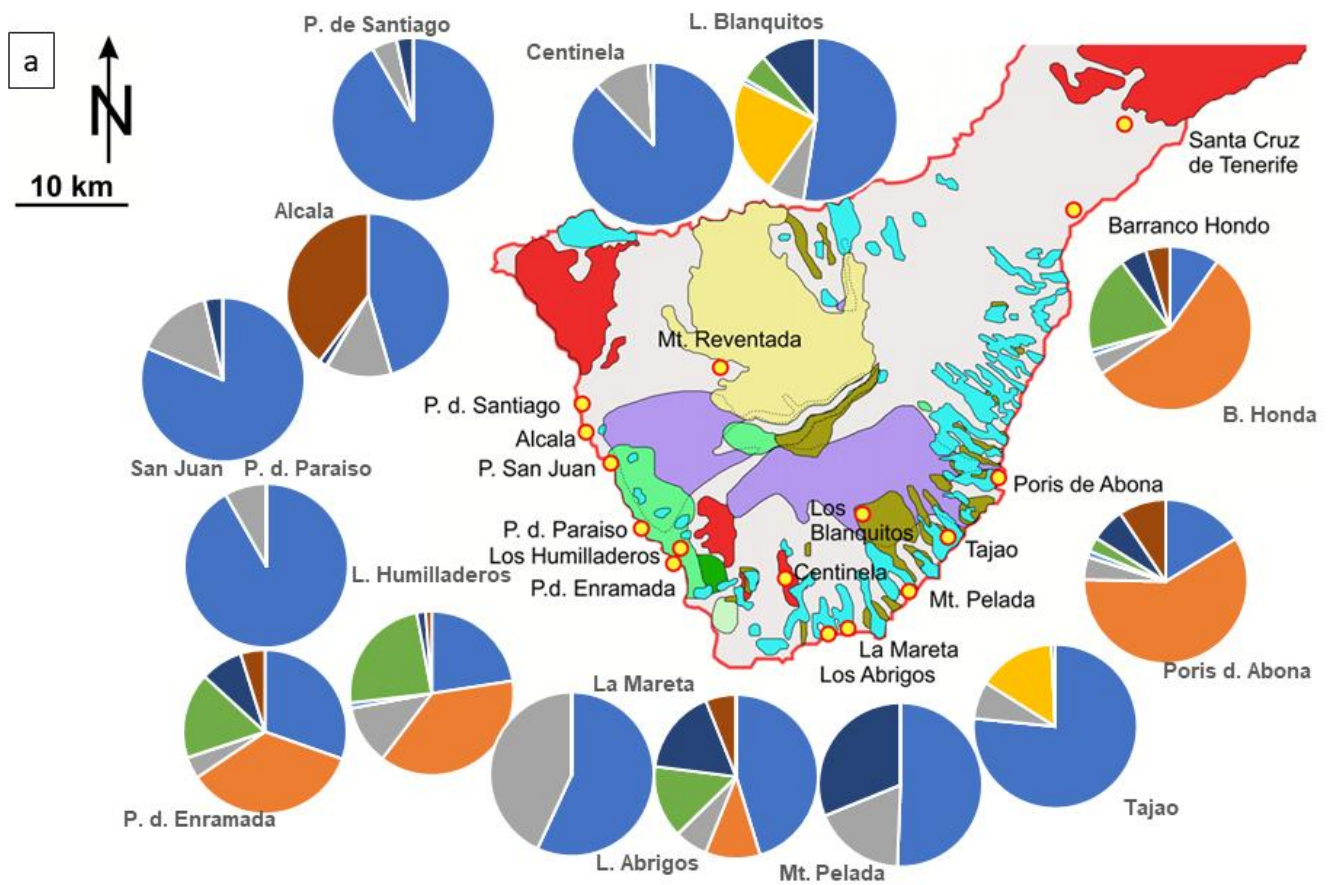 a
N
10 km
P. de Santiago
Centinela
L. Blanquitos
Alcala
Santa Cruz
de Tenerife
Barranco Hondo
B. Honda
San Juan
P. d. Paraiso
Mt. Reventada
P. d. Santiago
Alcala
P. San Juan
P. d. Paraiso
Los Humilladeros
P.d. Enramada
Los
Blanquitos
Centinela
Poris de Abona
Tajao
Mt. Pelada
La Mareta
Los Abrigos
L. Humilladeros
Poris d. Abona
P. d. Enramada
La Mareta
L. Abrigos
Mt. Pelada
Tajao